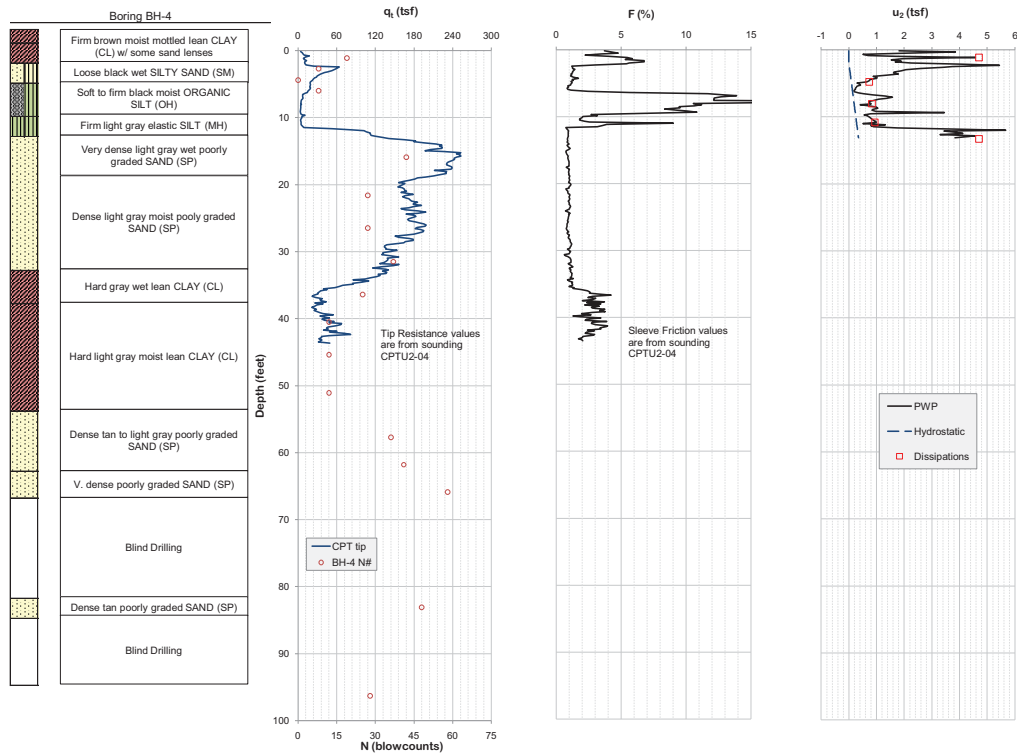 Boring BH-4
Firm brown moist mottled lean CLAY
(CL) w/ some sand lenses
Loose black wet SILTY SAND (SM)
Soft to firm black moist ORGANIC
SILT (OH)
Firm light gray elastic SILT (MH)
Very dense light gray wet poorly
graded SAND (SP)
Dense light gray moist pooly graded
SAND (SP)
Hard gray wet lean CLAY (CL)
Hard light gray moist lean CLAY (CL)
Dense tan to light gray poorly graded
SAND (SP)
V. dense poorly graded SAND (SP)
Blind Drilling
Dense tan poorly graded SAND (SP)
Blind Drilling
qt (tsf)
0 60 120 180 240 300
0
10
20
30
40
50
60
70
80
90
100
Depth (feet)
Tip Resistance values
are from sounding
CPTU2-04
CPT tip
BH-4 N#
0 15 30 45 60 75
N (blowcounts)
F (%)
0 5 10 15
Sleeve Friction values
are from sounding
CPTU2-04
u2 (tsf)
-1 0 1 2 3 4 5 6
PWP
Hydrostatic
Dissipations